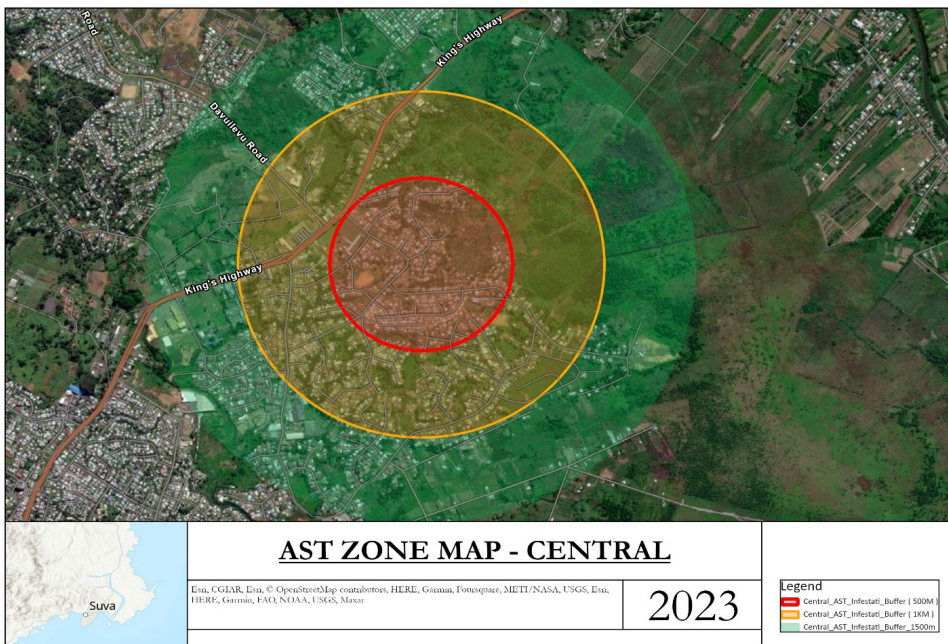 Road
King's Highway
Davuilevu Road
King's Highway
Suva
AST ZONE MAP - CENTRAL
Esri, CGIAR, Esri, © OpenStreetMap contributors, HERE, Garmin, Foursquare, METI/NASA, USGS, Esri,
HERE, Garmin, FAO, NOAA, USGS, Maxar
2023
Legend
Central_AST_Infestati_Buffer ( 500M )
Central_AST_Infestati_Buffer ( 1KM )
Central_AST_Infestati_Buffer_1500m